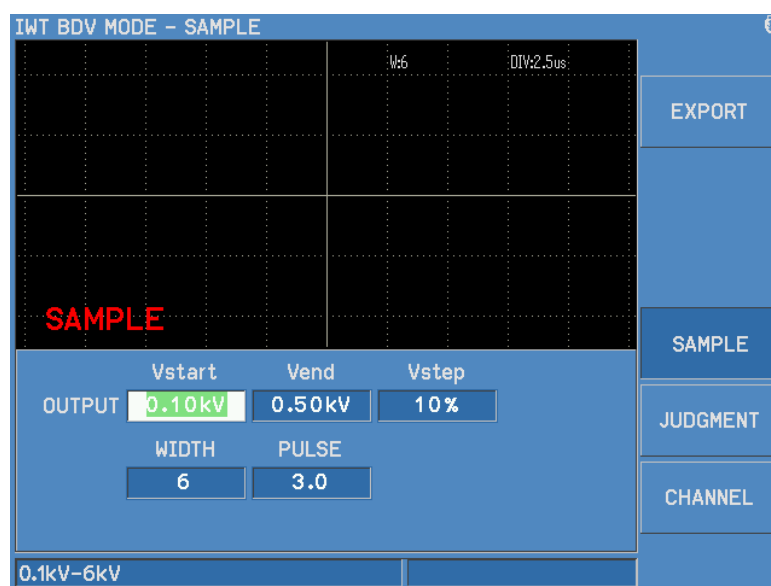 IWT BDV MODE - SAMPLE
W:6 DIV:2.5us
EXPORT
SAMPLE
SAMPLE
Vstart Vend Vstep
OUTPUT 0.10kV 0.50kV 10%
JUDGMENT
WIDTH PULSE
6 3.0
CHANNEL
0.1kV-6kV